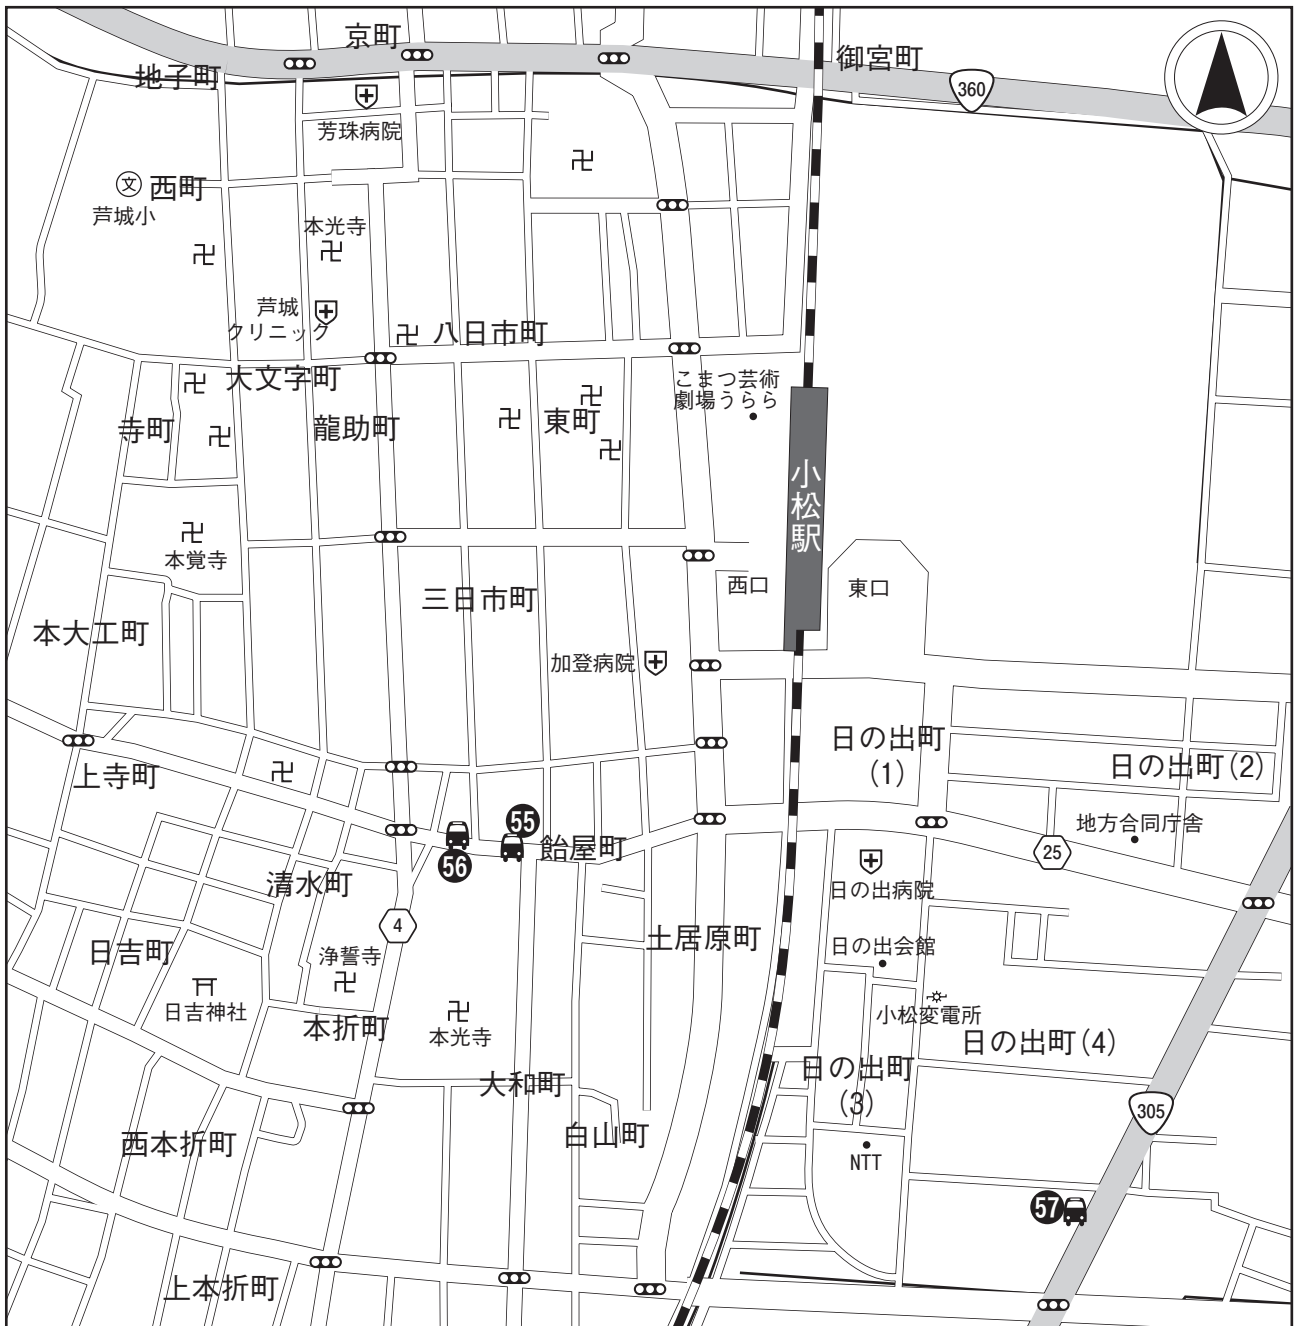 京町
地子町
御宮町
360
芳珠病院
文
西町
芦城小
本光寺
芦城
クリニック
八日市町
大文字町
こまつ芸術
劇場うらら
寺町
龍助町
東町
小松駅
本覚寺
三日市町
西口
東口
本大工町
加登病院
日の出町
(1)
日の出町(2)
上寺町
55
56
飴屋町
地方合同庁舎
25
清水町
日の出病院
4
日吉町
浄誓寺
土居原町
日の出会館
日吉神社
小松変電所
本折町
本光寺
日の出町(4)
大和町
日の出町
(3)
305
西本折町
白山町
NTT
57
上本折町